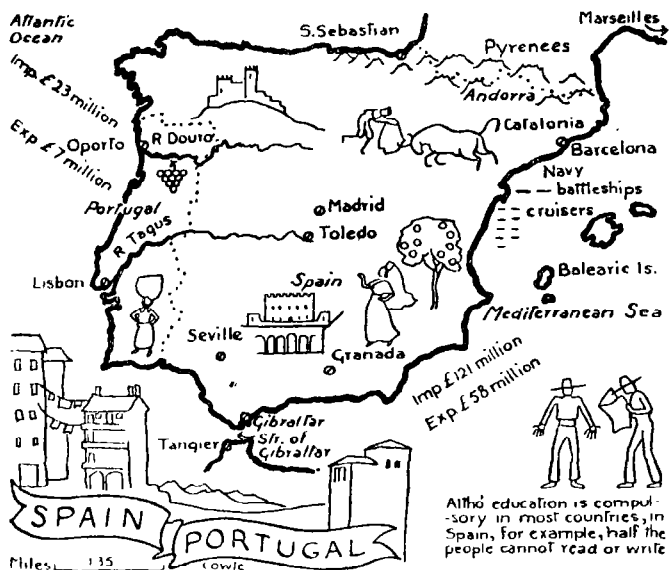 Atlantic
Ocean
Imp. £23 million
Exp £7 million
S. Sebastian
Marseilles
Pyrenees
Andorra
Catalonia
Barcelona
Oporto
R Douro
Navy
battleships
cruisers
Portugal
R Tagus
Madrid
Toledo
Lisbon
Spain
Balearic Is.
Mediterranean Sea
Seville
Granada
Imp £121 million
Exp £58 million
Gibraltar
Str. of
Gibraltar
Tangier
SPAIN
PORTUGAL
Miles 135
Altho' education is compul-
-sory in most countries, in
Spain, for example, half the
people cannot read or write